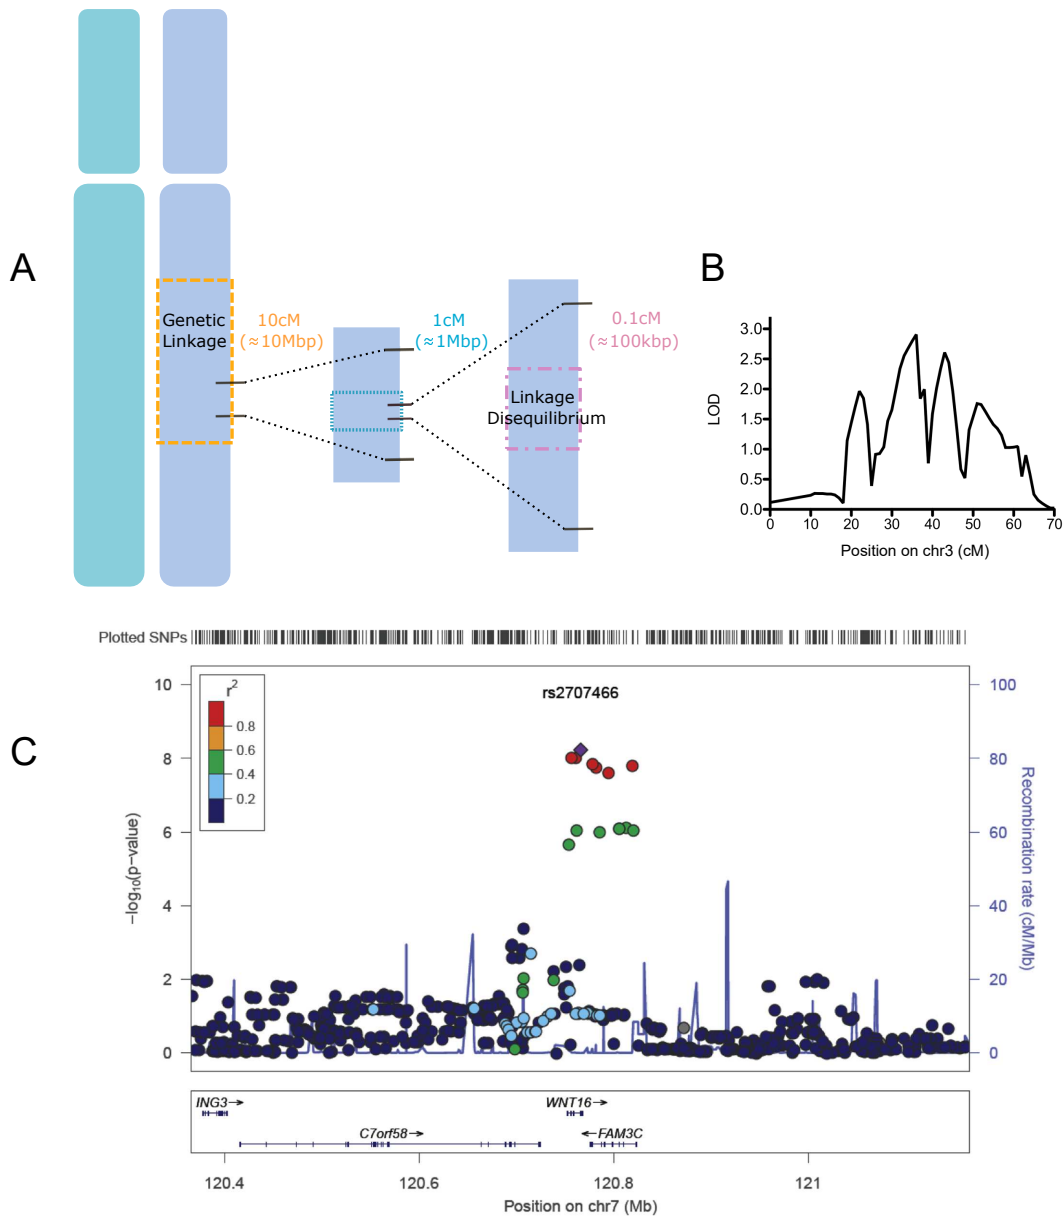 A
Genetic
Linkage
10cM
(≈10Mbp)
1cM
(≈1Mbp)
Linkage
Disequilibrium
0.1cM
(≈100kbp)
B
3.0
2.5
2.0
1.5
1.0
0.5
0.0
LOD
0 10 20 30 40 50 60 70
Position on chr3 (cM)
C
Plotted SNPs
rs2707466
r²
0.8
0.6
0.4
0.2
10
8
6
4
2
0
−log₁₀(p−value)
100
80
60
40
20
0
Recombination rate (cM/Mb)
ING3→
C7orf58→
WNT16→
←FAM3C
120.4 120.6 120.8 121
Position on chr7 (Mb)